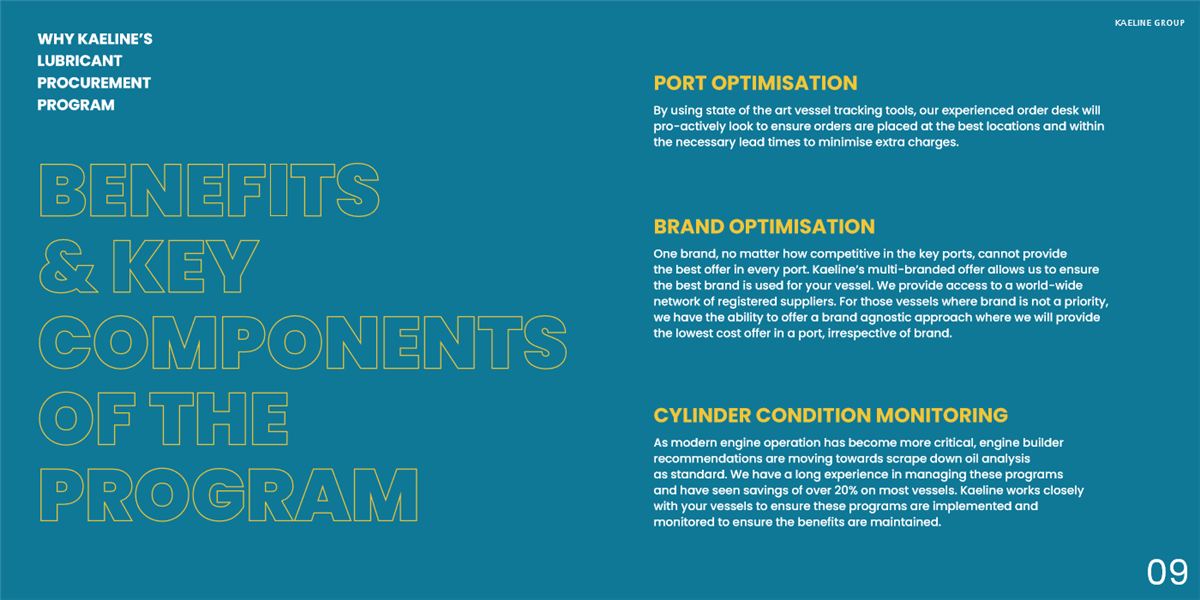 KAELINE GROUP
WHY KAELINE'S
LUBRICANT
PROCUREMENT
PROGRAM
BENEFITS
& KEY
COMPONENTS
OF THE
PROGRAM
PORT OPTIMISATION
By using state of the art vessel tracking tools, our experienced order desk will
pro-actively look to ensure orders are placed at the best locations and within
the necessary lead times to minimise extra charges.
BRAND OPTIMISATION
One brand, no matter how competitive in the key ports, cannot provide
the best offer in every port. Kaeline's multi-branded offer allows us to ensure
the best brand is used for your vessel. We provide access to a world-wide
network of registered suppliers. For those vessels where brand is not a priority,
we have the ability to offer a brand agnostic approach where we will provide
the lowest cost offer in a port, irrespective of brand.
CYLINDER CONDITION MONITORING
As modern engine operation has become more critical, engine builder
recommendations are moving towards scrape down oil analysis
as standard. We have a long experience in managing these programs
and have seen savings of over 20% on most vessels. Kaeline works closely
with your vessels to ensure these programs are implemented and
monitored to ensure the benefits are maintained.
09